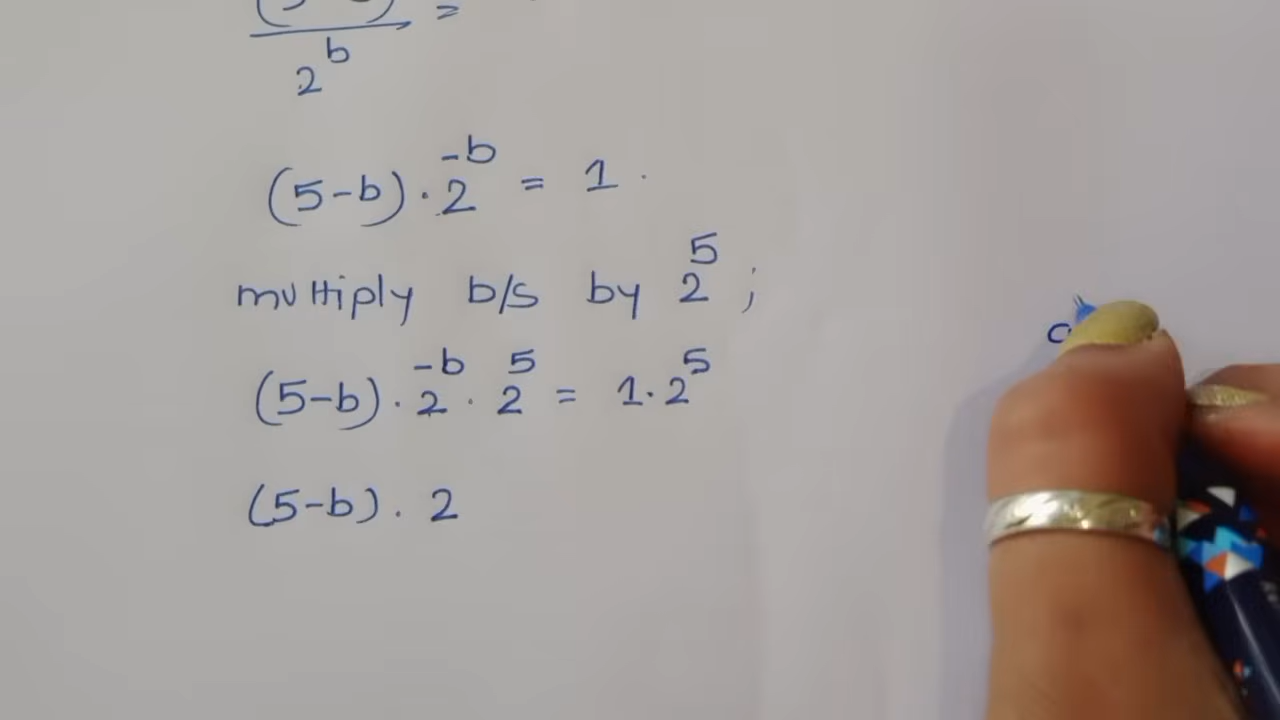 2^b =
(5-b) · 2^-b = 1 .
multiply b/s by 2^5 ;
(5-b) · 2^-b · 2^5 = 1 · 2^5
(5-b) . 2